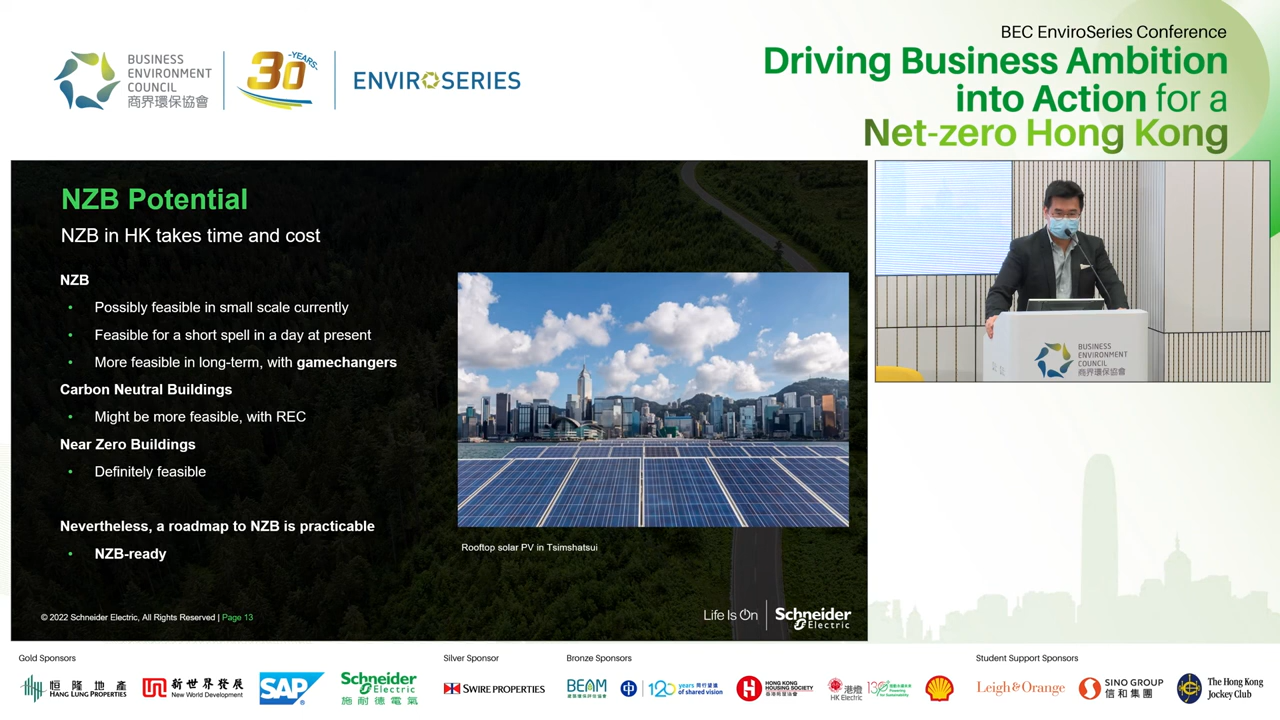 BUSINESS
ENVIRONMENT
COUNCIL
商界環保協會
30
-YEARS-
ENVIROSERIES
BEC EnviroSeries Conference
Driving Business Ambition
into Action for a
Net-zero Hong Kong
NZB Potential
NZB in HK takes time and cost
NZB
• Possibly feasible in small scale currently
• Feasible for a short spell in a day at present
• More feasible in long-term, with gamechangers
Carbon Neutral Buildings
• Might be more feasible, with REC
Near Zero Buildings
• Definitely feasible
Nevertheless, a roadmap to NZB is practicable
• NZB-ready
Rooftop solar PV in Tsimshatsui
© 2022 Schneider Electric, All Rights Reserved | Page 13
Life Is On
Schneider
Electric
BUSINESS
ENVIRONMENT
COUNCIL
商界環保協會
Gold Sponsors
恒隆地產
HANG LUNG PROPERTIES
新世界發展
New World Development
SAP
Schneider
Electric
施耐德電氣
Silver Sponsor
SWIRE PROPERTIES
Bronze Sponsors
BEAM
120 years of shared vision
HONG KONG
HOUSING SOCIETY
香港房屋協會
港燈
HK Electric
Powering
for Sustainability
Student Support Sponsors
Leigh & Orange
SINO GROUP
信和集團
The Hong Kong
Jockey Club